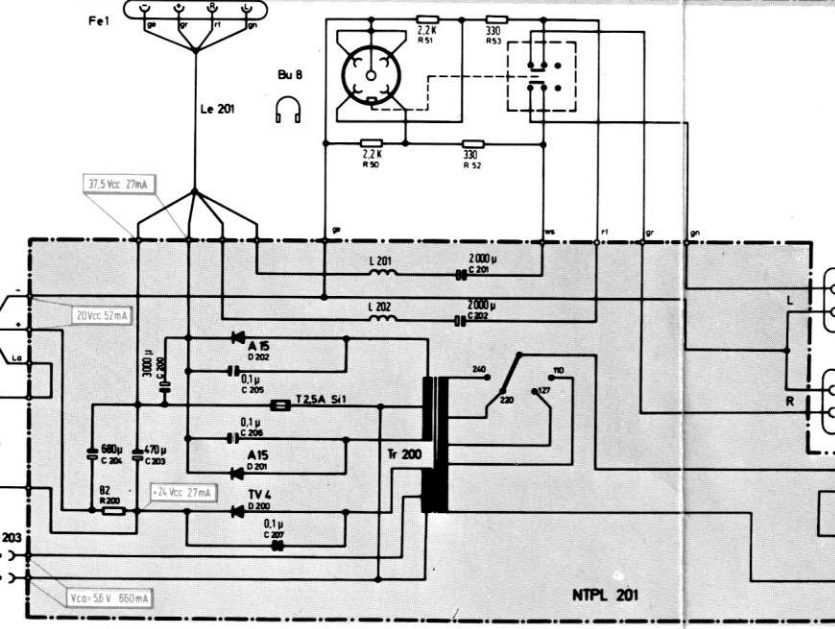 Fe1
ge gr rt gn
Le 201
Bu 8
2,2 K
R 51
330
R 53
2,2 K
R 50
330
R 52
37,5 Vcc 27mA
ge
ws
rt
gr
gn
L 201
2000 µ
C 201
L 202
2000 µ
C 202
-
20Vcc 52mA
+
La
3000 µ
C 209
A 15
D 202
0,1 µ
C 205
T 2,5A Si1
0,1 µ
C 206
A 15
D 201
680µ
C 204
470 µ
C 203
82
R 200
+24 Vcc 27mA
TV 4
D 200
0,1 µ
C 207
Tr 200
240
110
220
127
L
R
203
Vca=5,6 V 660mA
NTPL 201